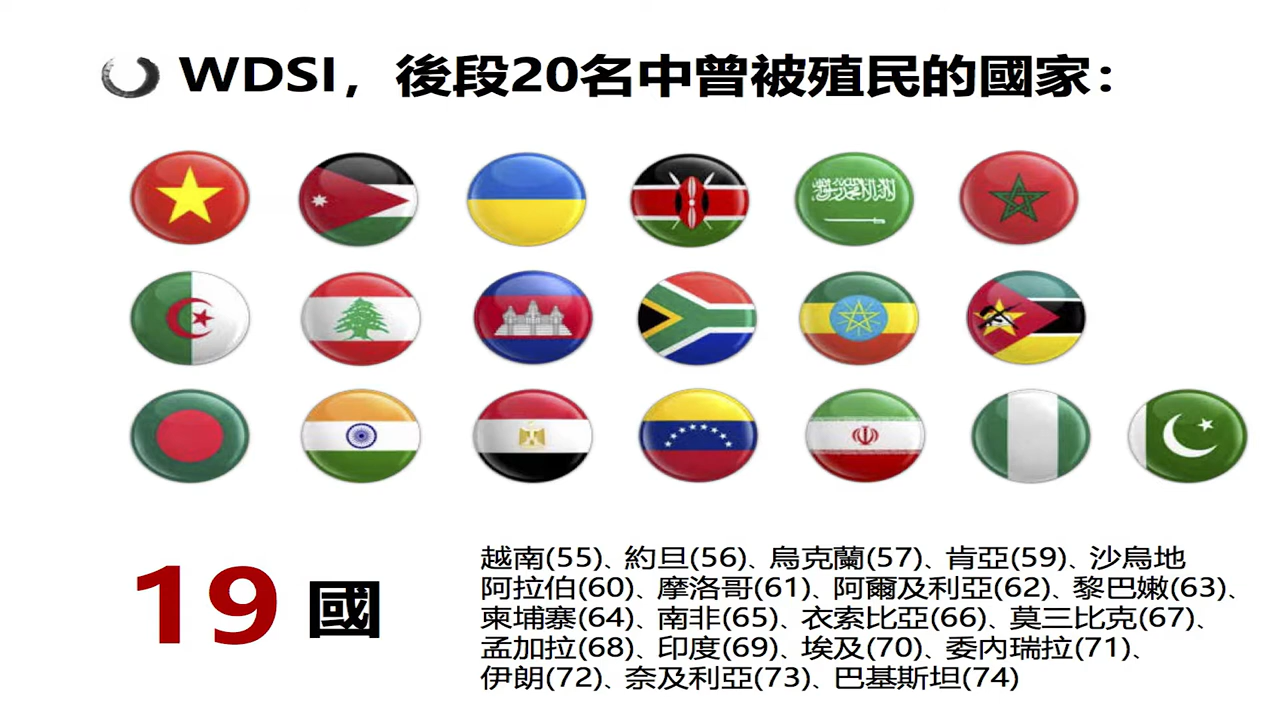 WDSI，後段20名中曾被殖民的國家：
19 國
越南(55)、約旦(56)、烏克蘭(57)、肯亞(59)、沙烏地
阿拉伯(60)、摩洛哥(61)、阿爾及利亞(62)、黎巴嫩(63)、
柬埔寨(64)、南非(65)、衣索比亞(66)、莫三比克(67)、
孟加拉(68)、印度(69)、埃及(70)、委內瑞拉(71)、
伊朗(72)、奈及利亞(73)、巴基斯坦(74)